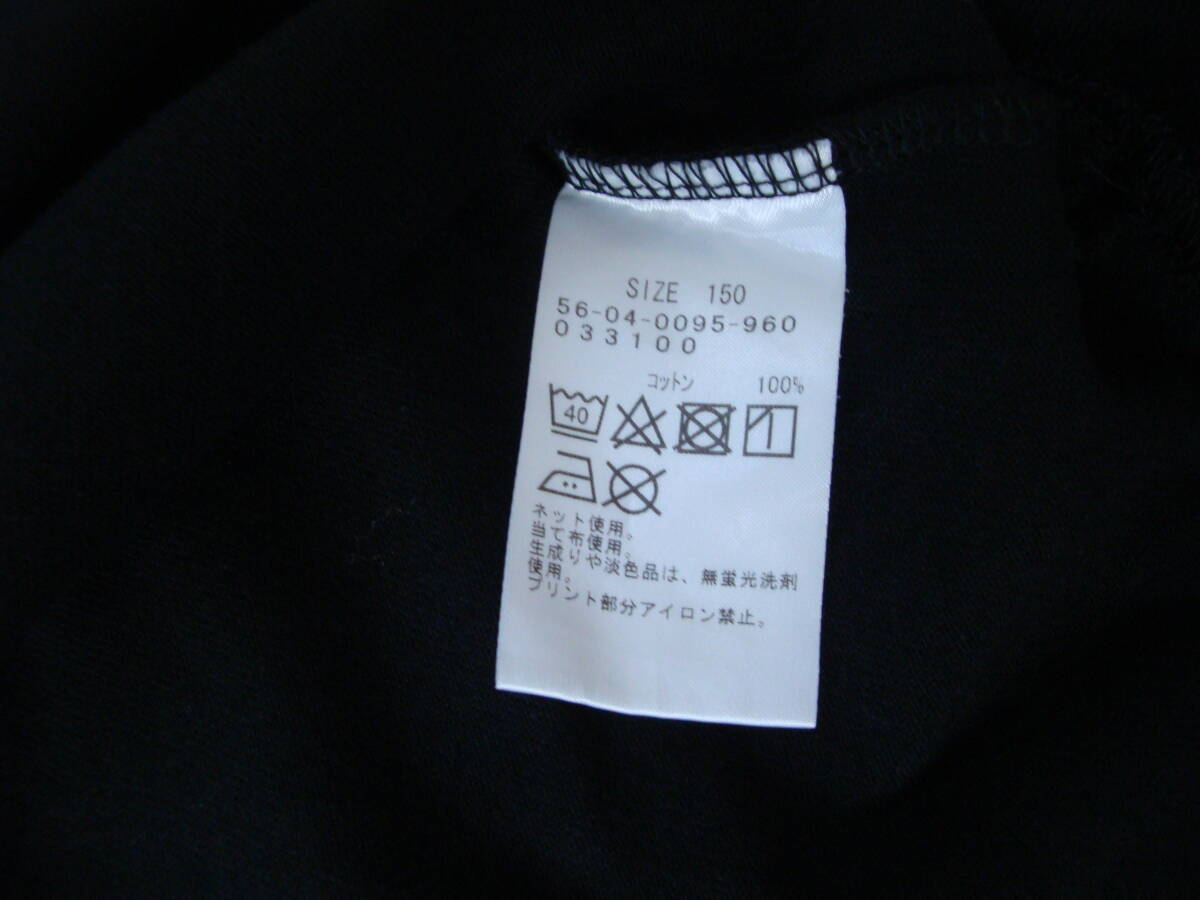 SIZE 150
56-04-0095-960
033100
コットン 100%
40
ネット使用。
当て布使用。
生成りや淡色品は、無蛍光洗剤
使用。
プリント部分アイロン禁止。